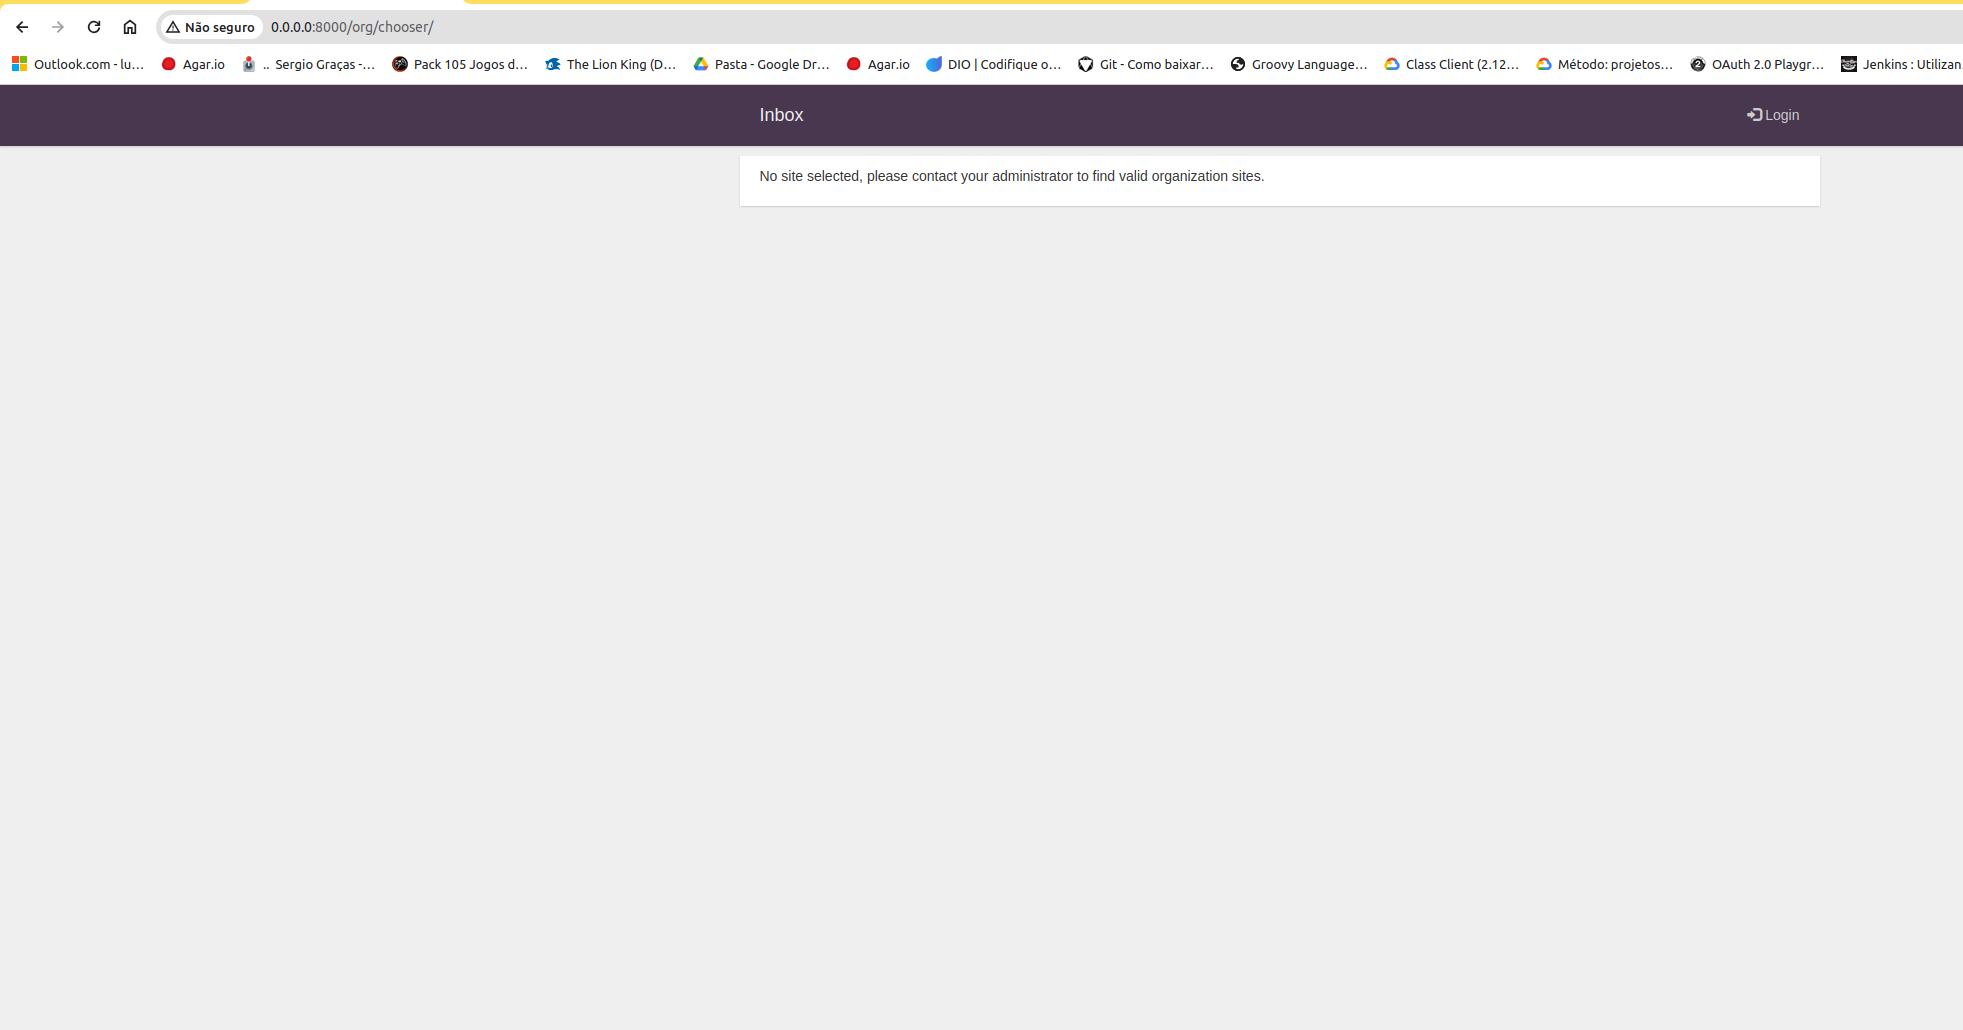 Não seguro 0.0.0.0:8000/org/chooser/
Outlook.com - lu... Agar.io .. Sergio Graças -... Pack 105 Jogos d... The Lion King (D... Pasta - Google Dr... Agar.io DIO | Codifique o... Git - Como baixar... Groovy Language... Class Client (2.12... Método: projetos... OAuth 2.0 Playgr... Jenkins : Utilizan
Inbox Login
No site selected, please contact your administrator to find valid organization sites.